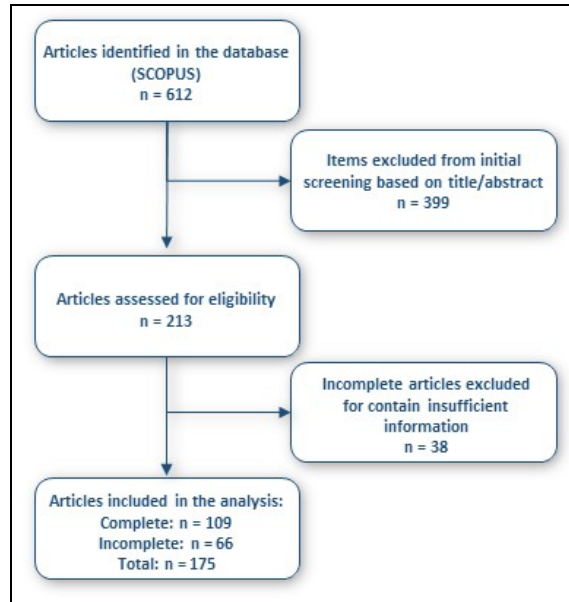 Articles identified in the database
(SCOPUS)
n = 612
Items excluded from initial
screening based on title/abstract
n = 399
Articles assessed for eligibility
n = 213
Incomplete articles excluded
for contain insufficient
information
n = 38
Articles included in the analysis:
Complete: n = 109
Incomplete: n = 66
Total: n = 175